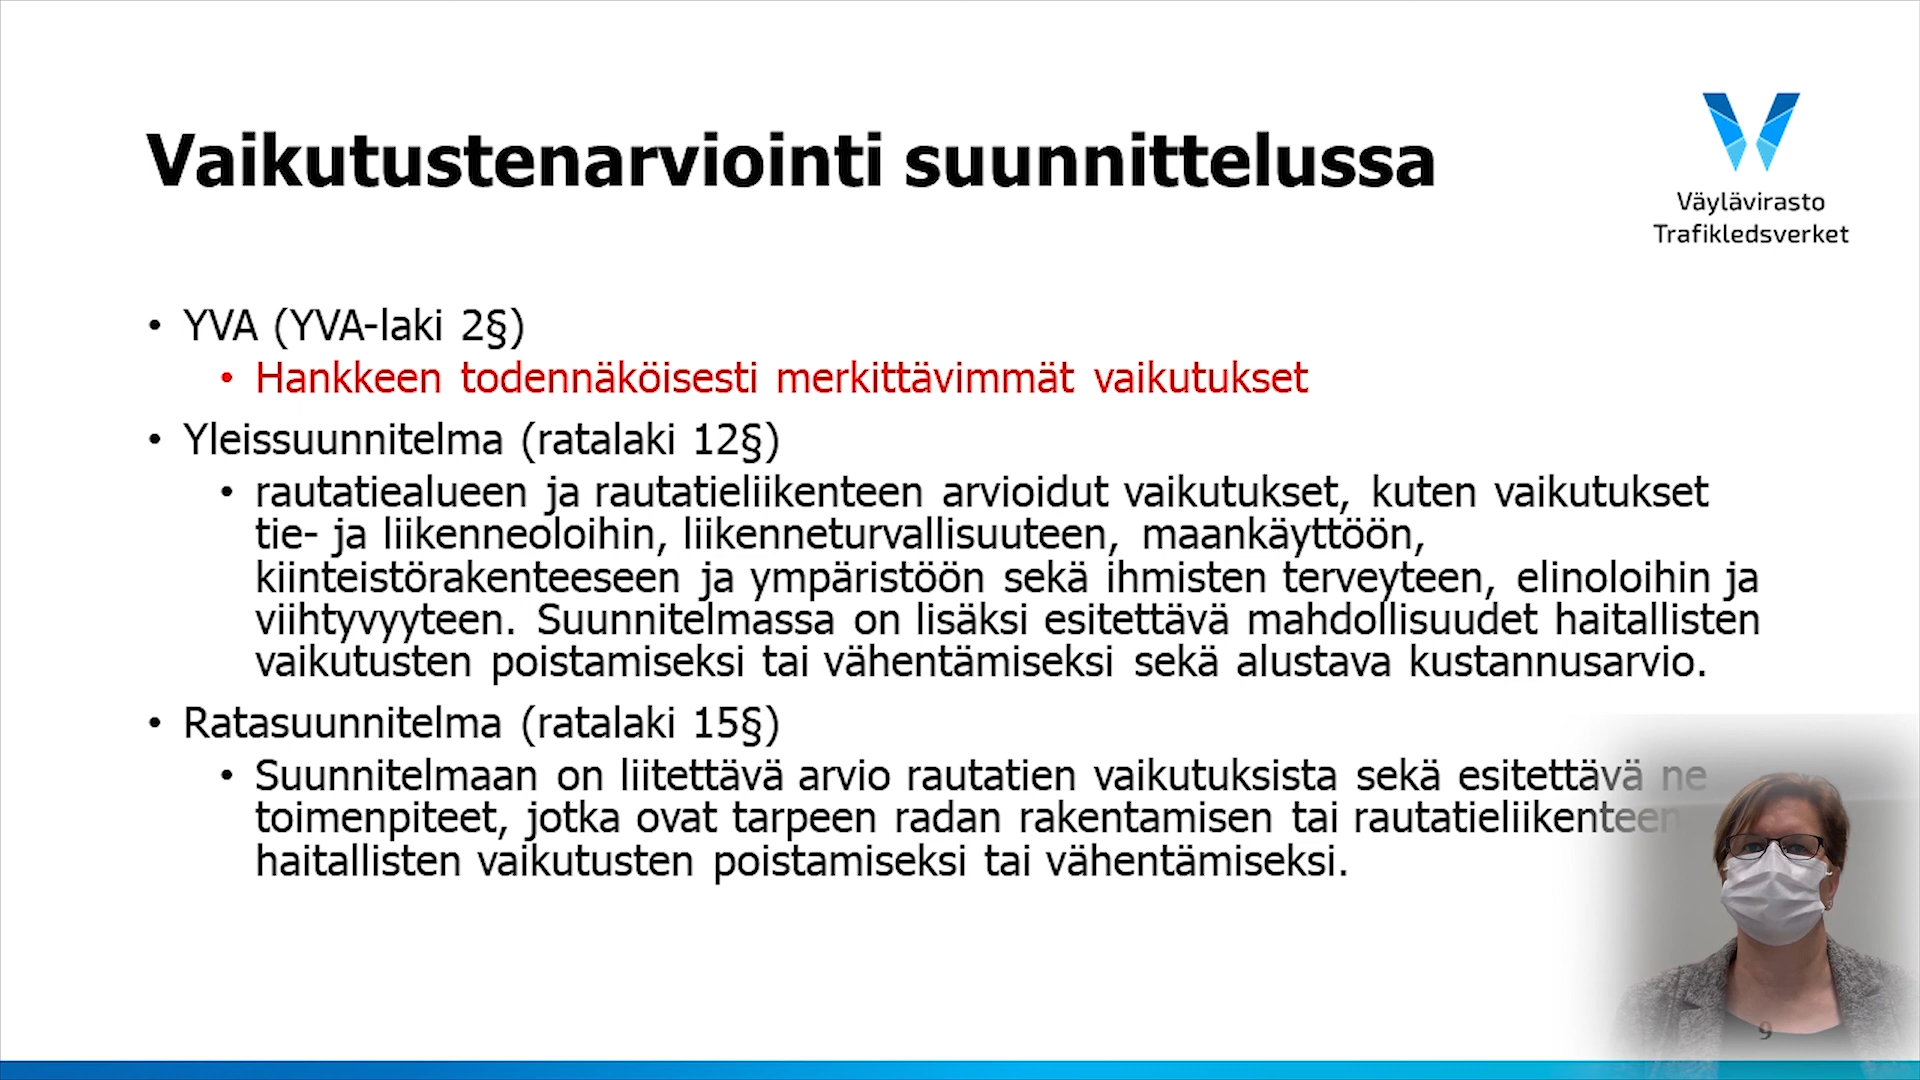 Vaikutustenarviointi suunnittelussa
Väylävirasto
Trafikledsverket
• YVA (YVA-laki 2§)
• Hankkeen todennäköisesti merkittävimmät vaikutukset
• Yleissuunnitelma (ratalaki 12§)
• rautatiealueen ja rautatieliikenteen arvioidut vaikutukset, kuten vaikutukset
tie- ja liikenneoloihin, liikenneturvallisuuteen, maankäyttöön,
kiinteistörakenteeseen ja ympäristöön sekä ihmisten terveyteen, elinoloihin ja
viihtyvyyteen. Suunnitelmassa on lisäksi esitettävä mahdollisuudet haitallisten
vaikutusten poistamiseksi tai vähentämiseksi sekä alustava kustannusarvio.
• Ratasuunnitelma (ratalaki 15§)
• Suunnitelmaan on liitettävä arvio rautatien vaikutuksista sekä esitettävä ne
toimenpiteet, jotka ovat tarpeen radan rakentamisen tai rautatieliikenteen
haitallisten vaikutusten poistamiseksi tai vähentämiseksi.
9